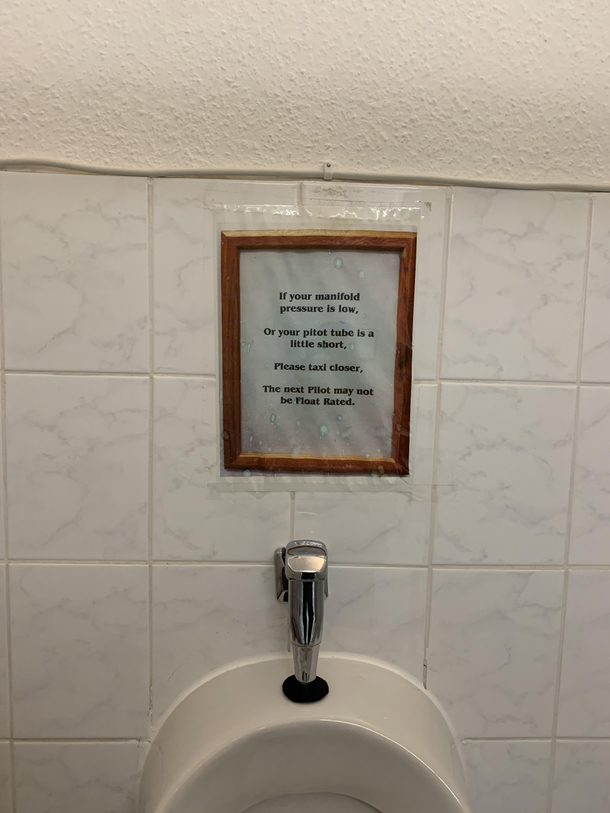 If your manifold
pressure is low,
Or your pitot tube is a
little short,
Please taxi closer,
The next Pilot may not
be Float Rated.